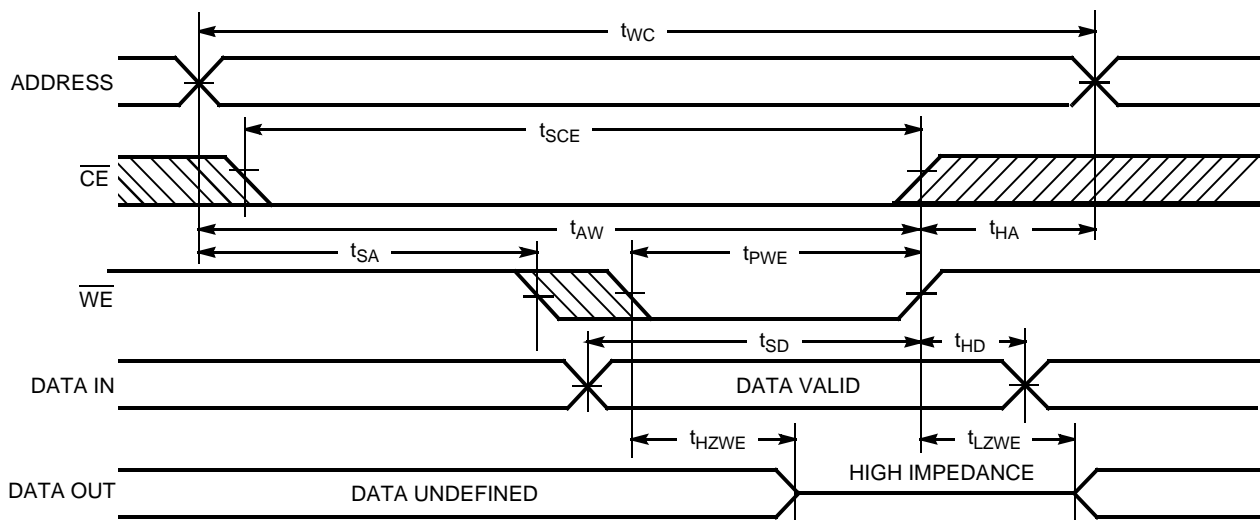 tWC
ADDRESS
tSCE
CE
tAW
tHA
tSA
tPWE
WE
tSD
tHD
DATA IN
DATA VALID
tHZWE
tLZWE
HIGH IMPEDANCE
DATA OUT
DATA UNDEFINED